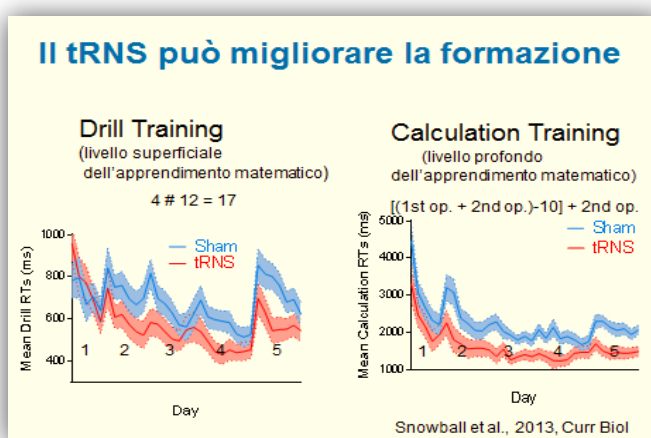 Il tRNS può migliorare la formazione
Drill Training
(livello superficiale
dell'apprendimento matematico)
4 # 12 = 17
Mean Drill RTs (ms)
1000
800
600
400
Sham
tRNS
1
2
3
4
5
Day
Calculation Training
(livello profondo
dell'apprendimento matematico)
[(1st op. + 2nd op.)-10] + 2nd op.
Mean Calculation RTs (ms)
5000
4000
3000
2000
1000
Sham
tRNS
1
2
3
4
5
Day
Snowball et al., 2013, Curr Biol